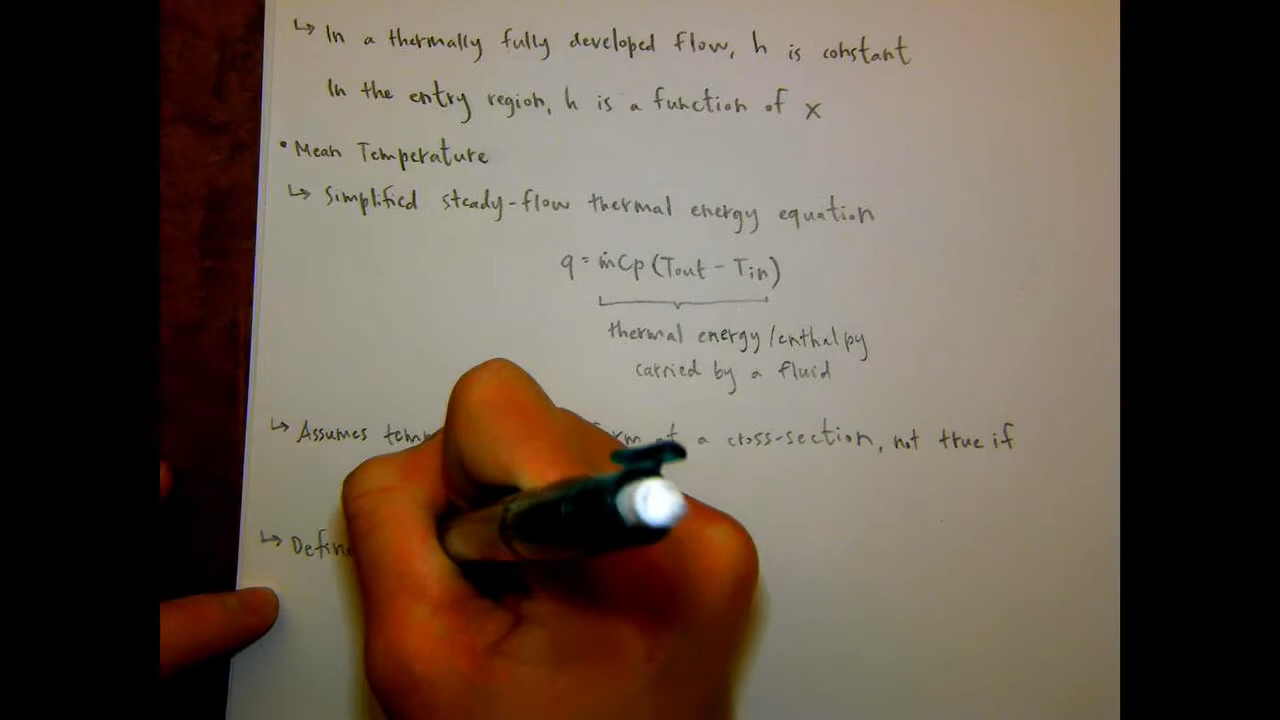 ↳ In a thermally fully developed flow, h is constant
In the entry region, h is a function of x
• Mean Temperature
↳ Simplified steady-flow thermal energy equation
q = ṁCp(Tout - Tin)
thermal energy/enthalpy
carried by a fluid
↳ Assumes a cross-section, not true if
↳